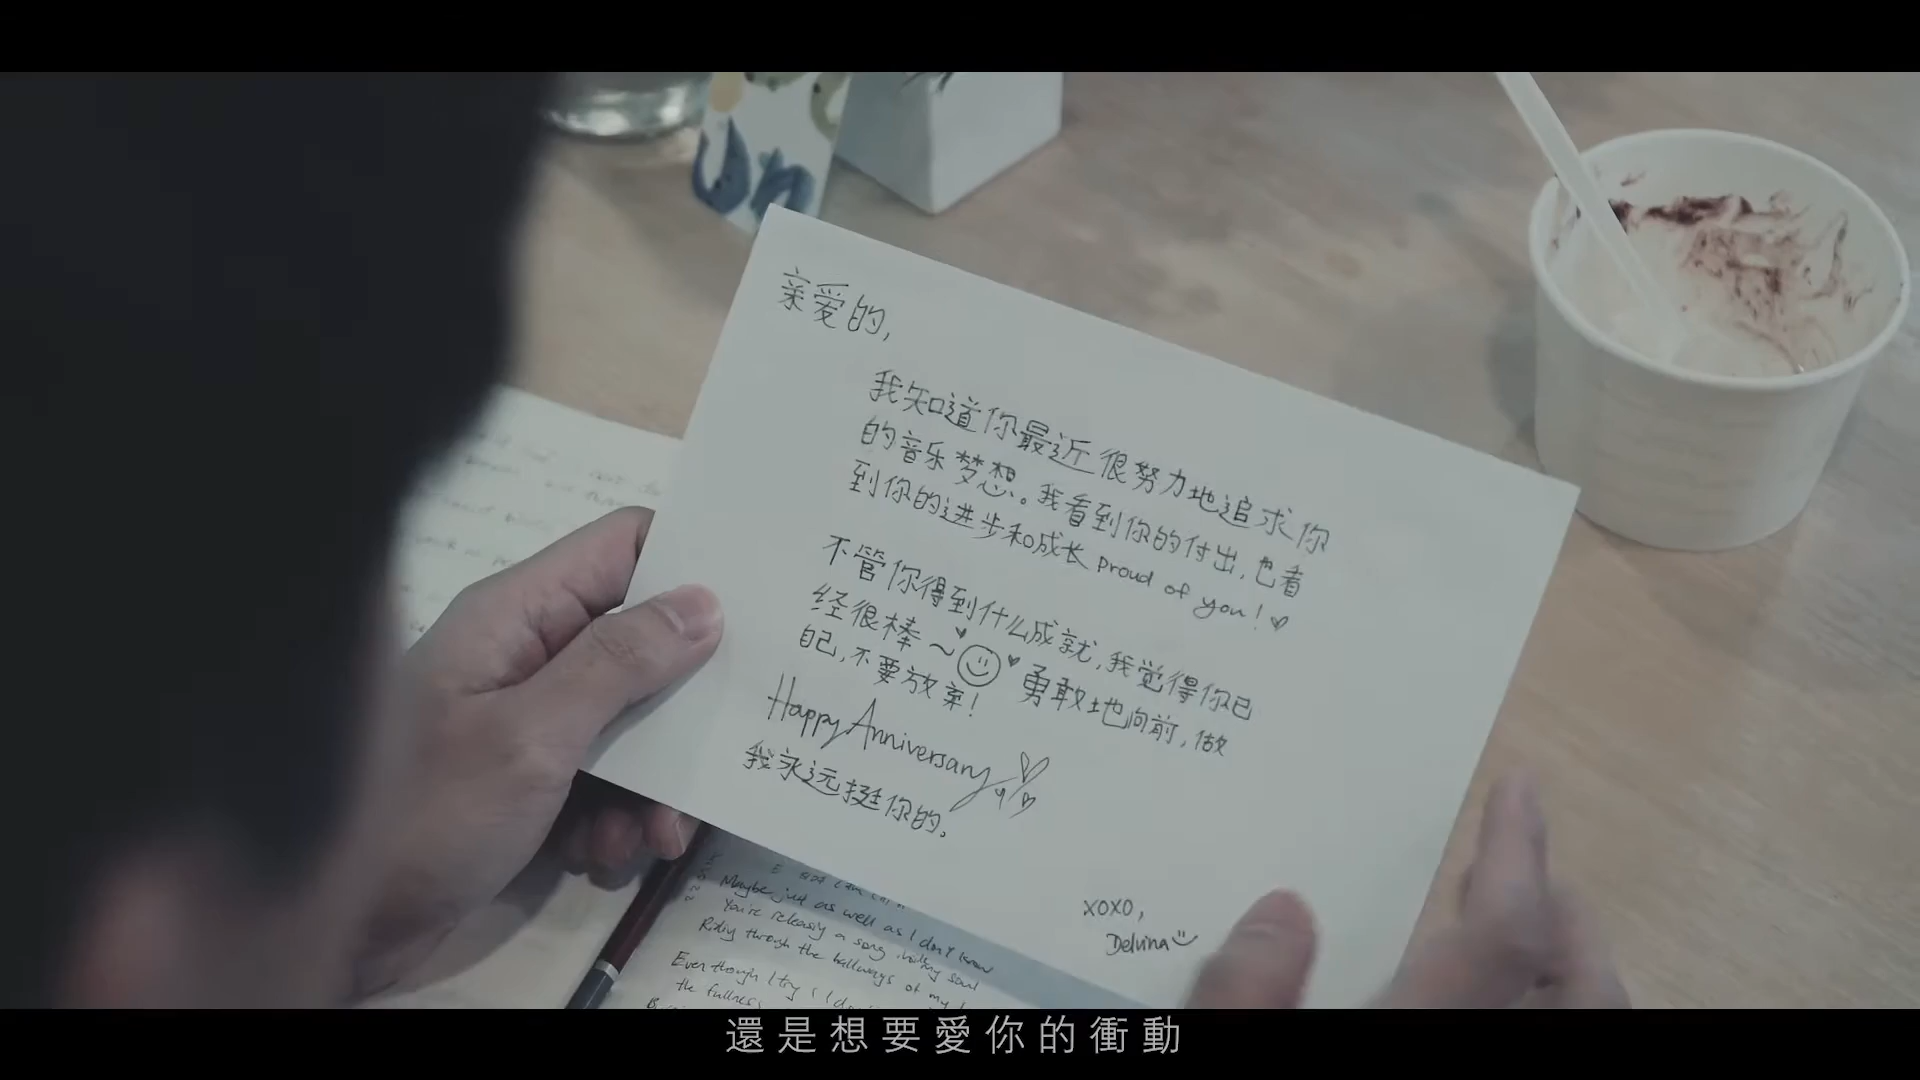 亲爱的,
我知道你最近很努力地追求你
的音乐梦想。我看到你的付出,也看
到你的进步和成长 proud of you!♡
不管你得到什么成就,我觉得你已
经很棒~☺勇敢地向前,做
自己,不要放弃!
Happy Anniversary
我永远挺你的。
XOXO,
Delvina
Maybe just as well as I don't know
You're releasing a song, soul
Riding through the hallways of my
Even though I try
the fullness
還是想要愛你的衝動